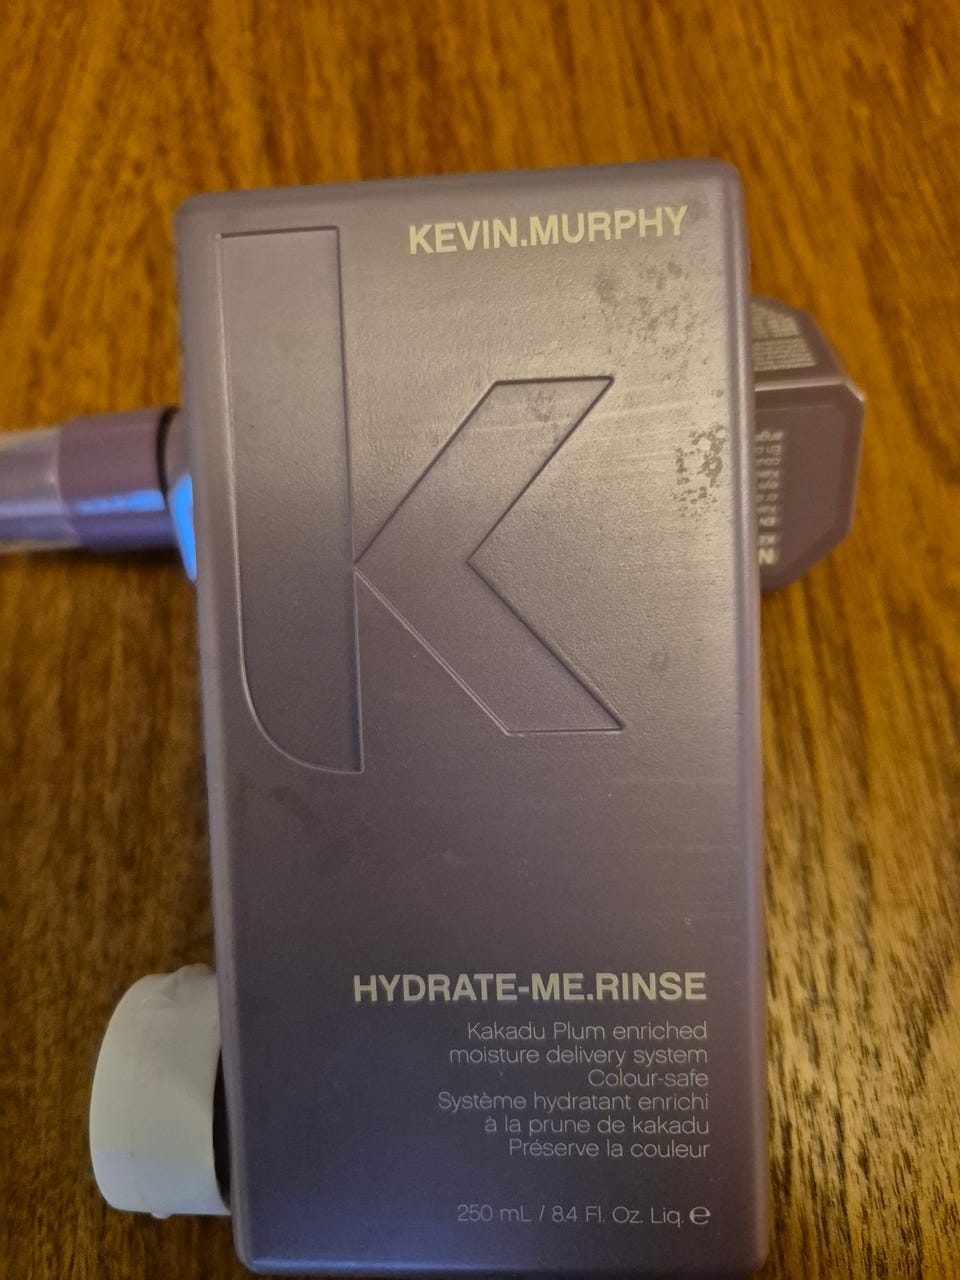 KEVIN.MURPHY
HYDRATE-ME.RINSE
Kakadu Plum enriched
moisture delivery system
Colour-safe
Système hydratant enrichi
à la prune de kakadu
Préserve la couleur
250 mL / 8.4 Fl. Oz. Liq. ℮